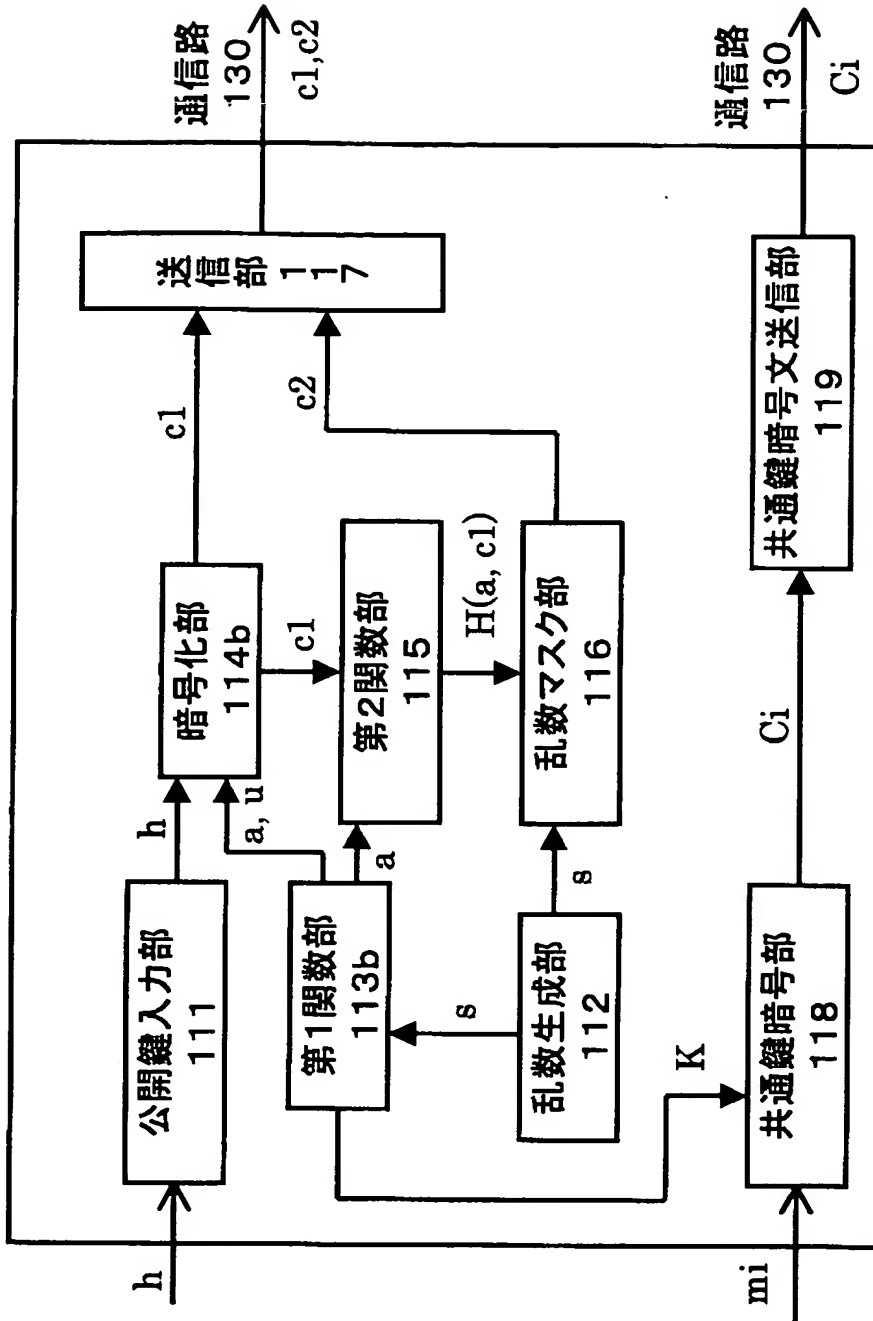 h
公開鍵入力部
111
h
暗号化部
114b
c1
送信部
117
通信路
130
c1,c2
a, u
c1
c2
第1関数部
113b
a
第2関数部
115
H(a, c1)
s
乱数生成部
112
s
乱数マスク部
116
K
mi
共通鍵暗号部
118
Ci
共通鍵暗号文送信部
119
通信路
130
Ci